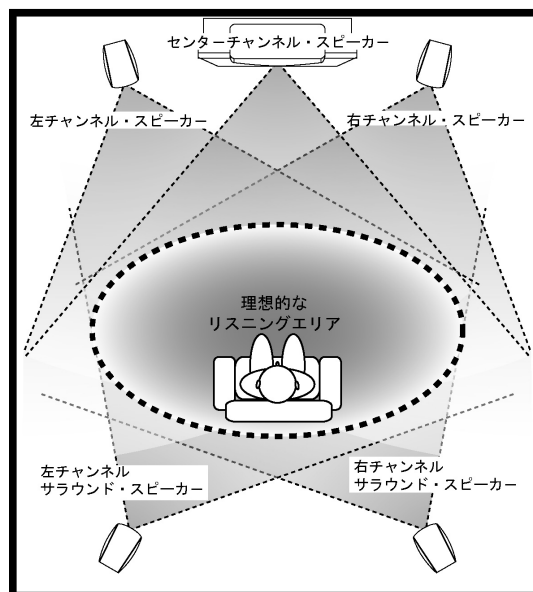 センターチャンネル・スピーカー
左チャンネル・スピーカー
右チャンネル・スピーカー
理想的な
リスニングエリア
左チャンネル
サラウンド・スピーカー
右チャンネル
サラウンド・スピーカー